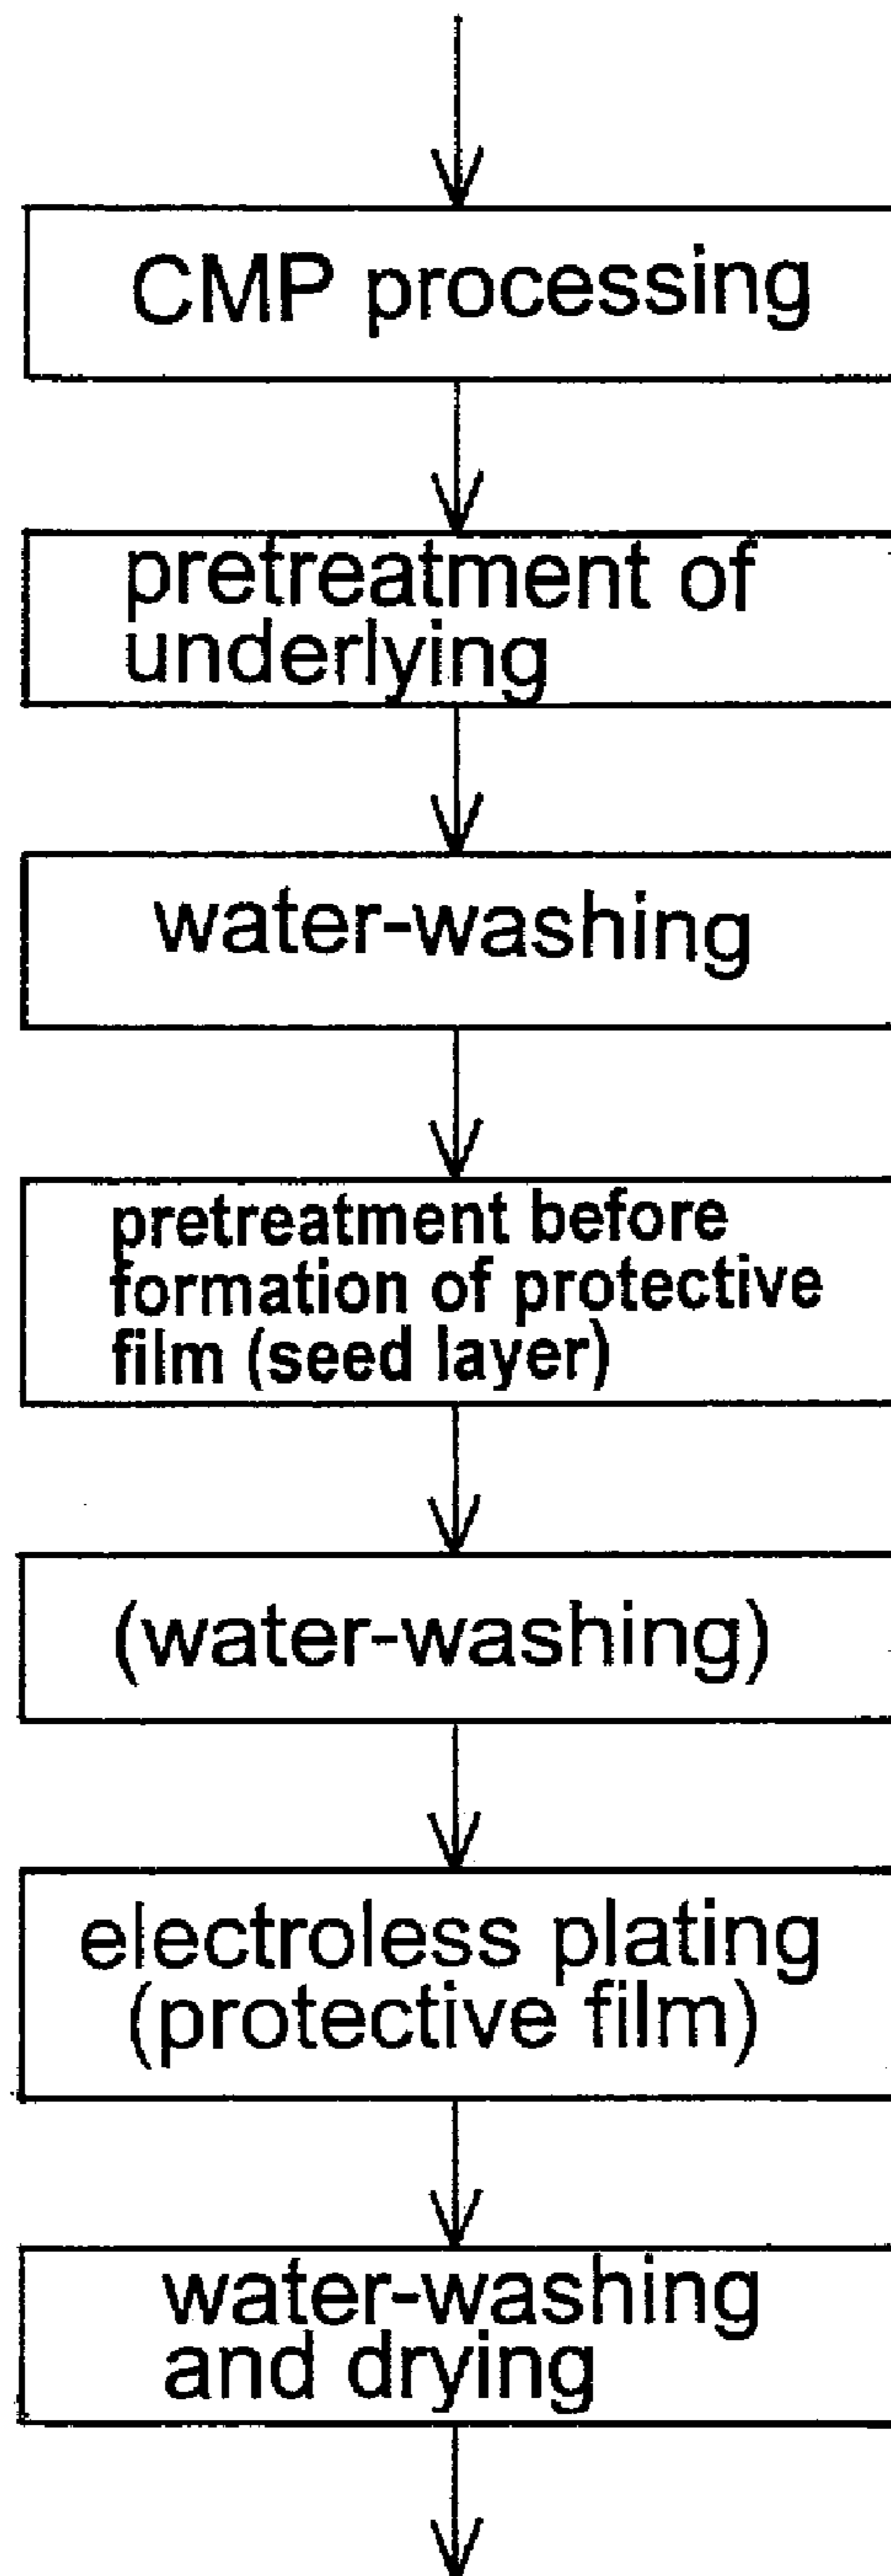 CMP processing
pretreatment of
underlying
water-washing
pretreatment before
formation of protective
film (seed layer)
(water-washing)
electroless plating
(protective film)
water-washing
and drying